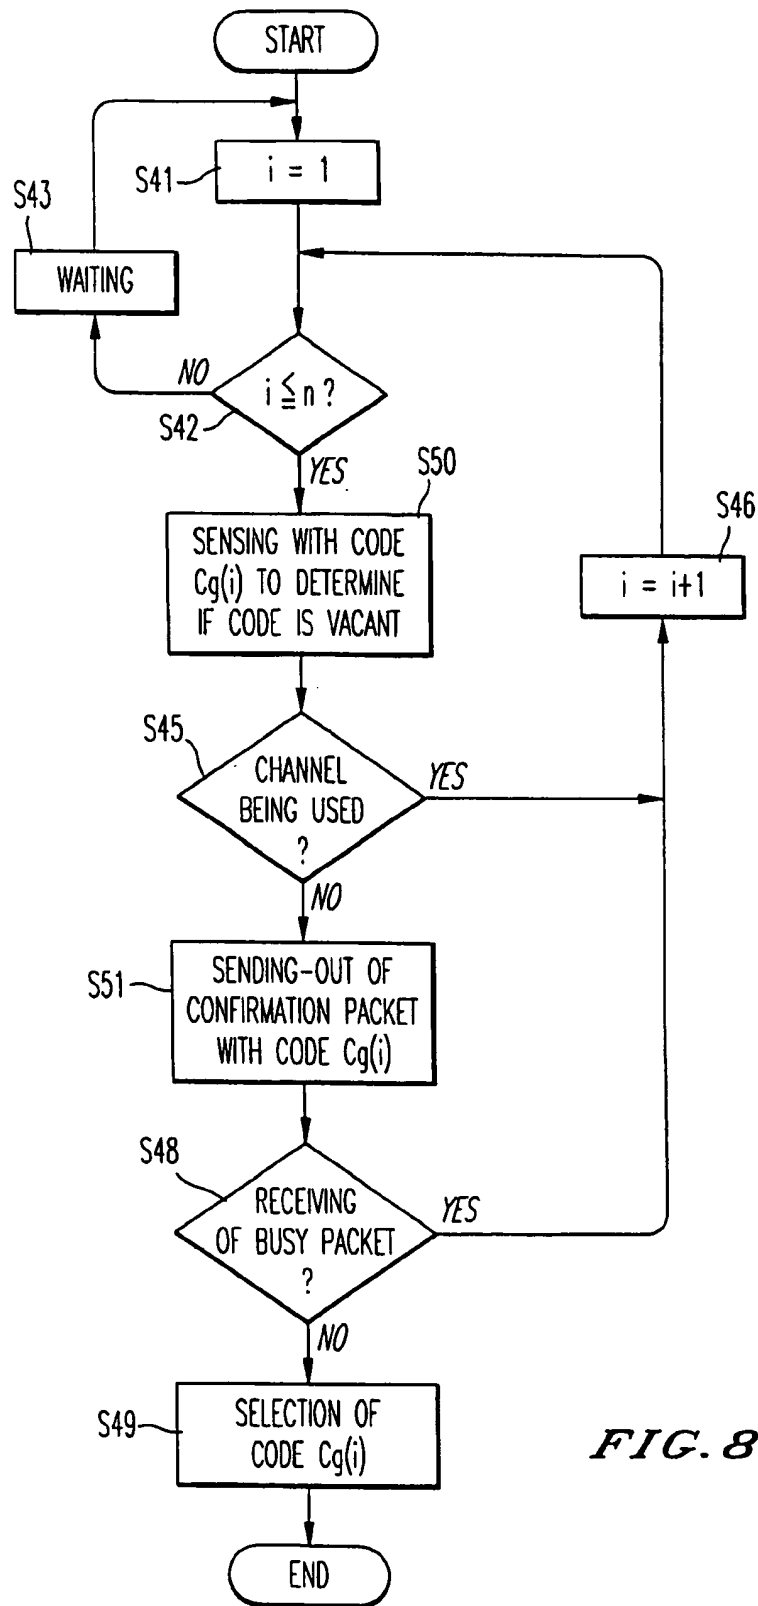 START
S41
i = 1
S43
WAITING
NO
i ≦ n ?
S42
YES
S50
SENSING WITH CODE
Cg(i) TO DETERMINE
IF CODE IS VACANT
S46
i = i+1
S45
CHANNEL
BEING USED
?
YES
NO
S51
SENDING-OUT OF
CONFIRMATION PACKET
WITH CODE Cg(i)
S48
RECEIVING
OF BUSY PACKET
?
YES
NO
S49
SELECTION OF
CODE Cg(i)
FIG. 8
END